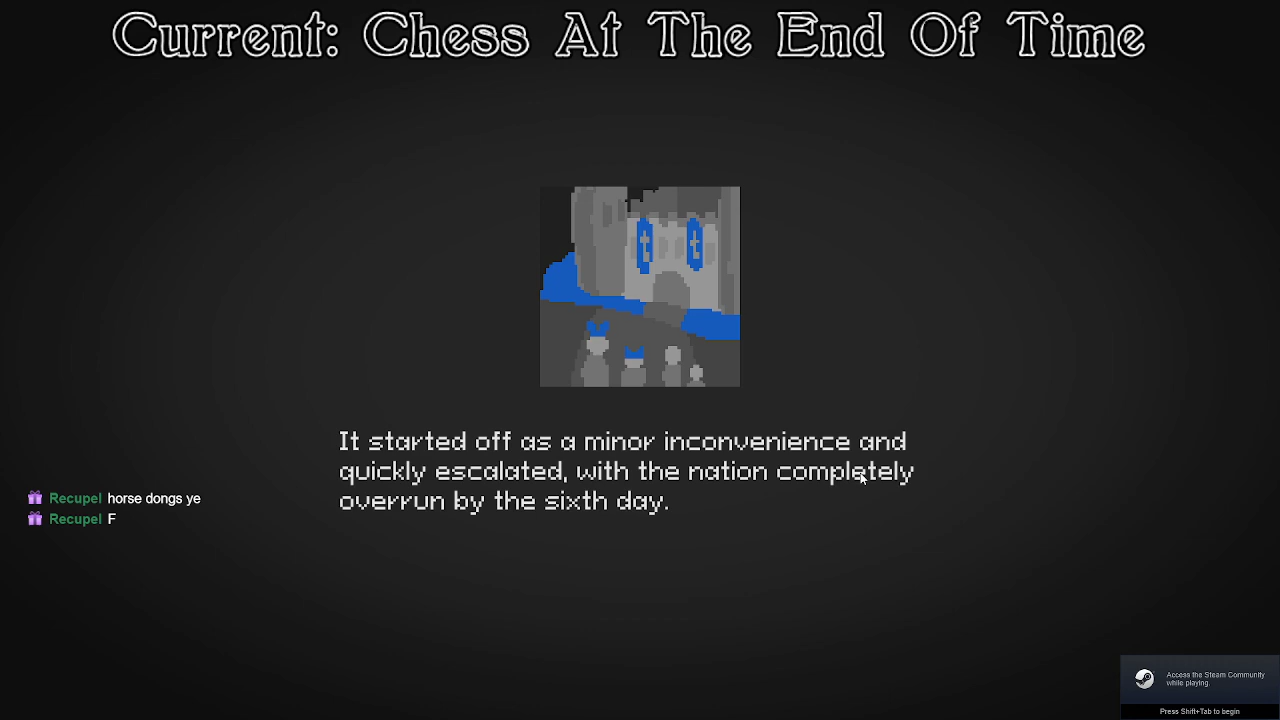 Current: Chess At The End Of Time
It started off as a minor inconvenience and
quickly escalated, with the nation completely
overrun by the sixth day.
Recupel horse dongs ye
Recupel F
Access the Steam Community
while playing.
Press Shift+Tab to begin